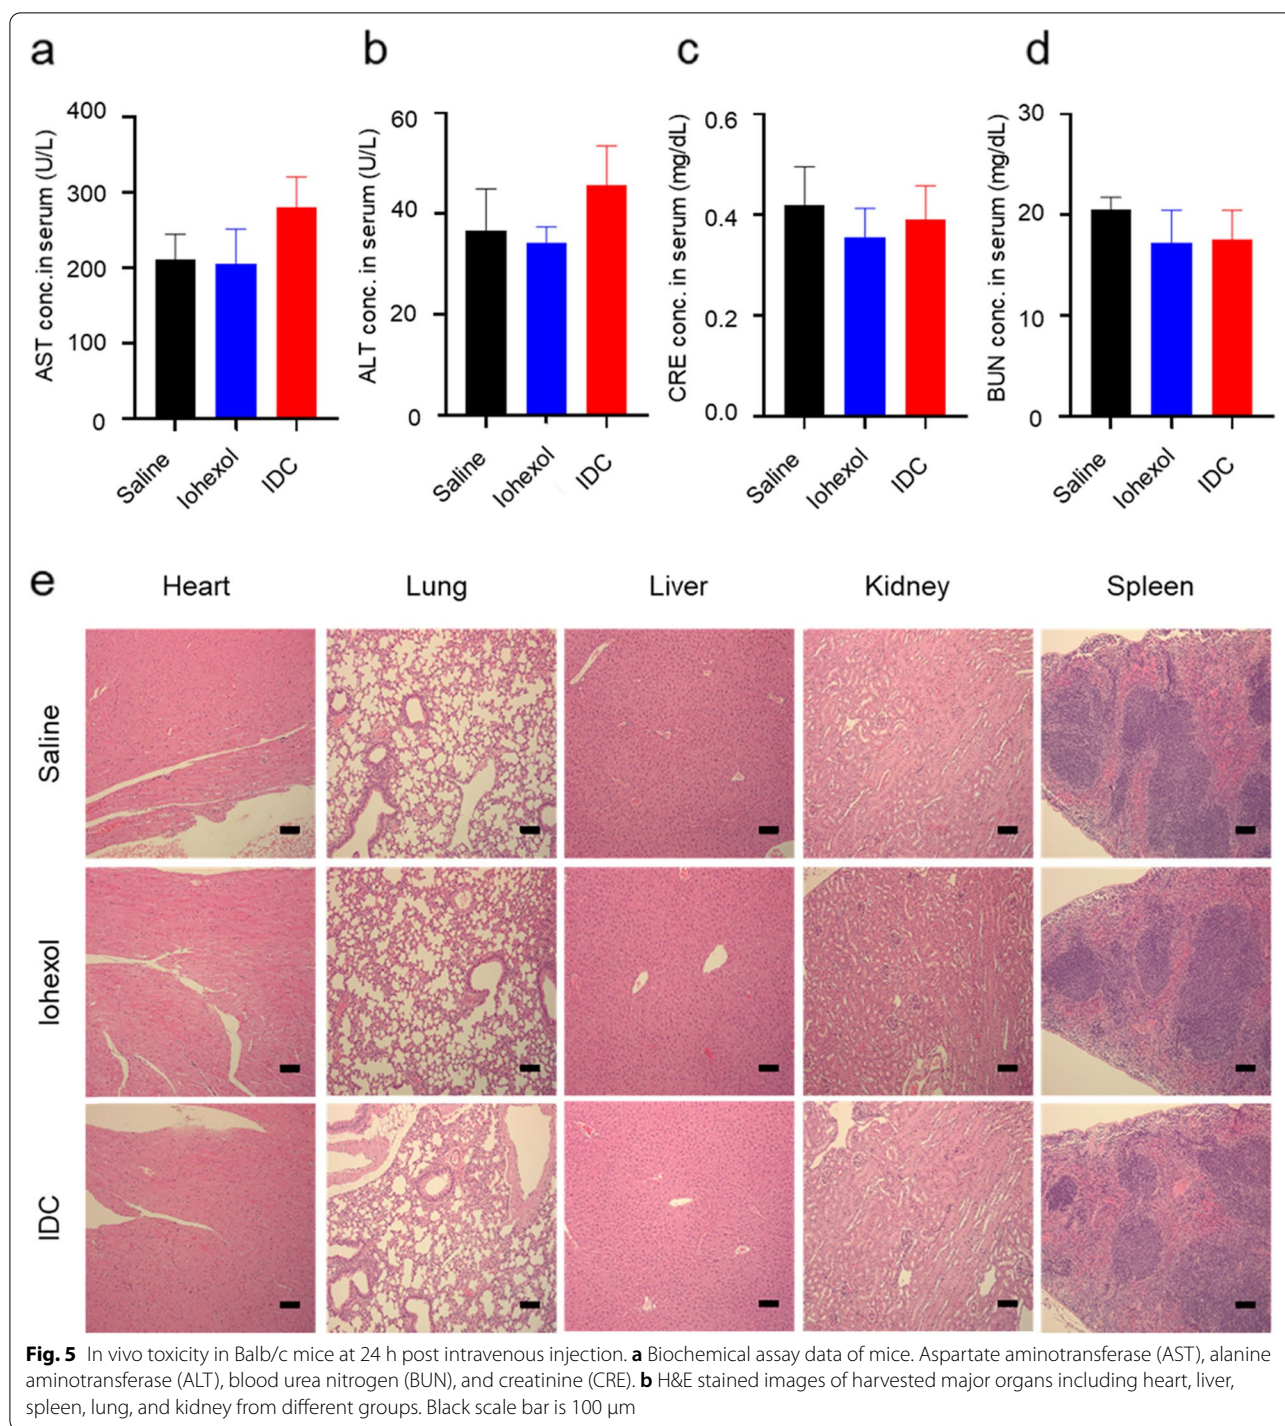 a
b
c
d
AST conc.in serum (U/L)
400
300
200
100
0
Saline
Iohexol
IDC
ALT conc. in serum (U/L)
60
40
20
0
Saline
Iohexol
IDC
CRE conc. in serum (mg/dL)
0.6
0.4
0.2
0.0
Saline
Iohexol
IDC
BUN conc. in serum (mg/dL)
30
20
10
0
Saline
Iohexol
IDC
e
Heart
Lung
Liver
Kidney
Spleen
Saline
Iohexol
IDC
Fig. 5 In vivo toxicity in Balb/c mice at 24 h post intravenous injection. a Biochemical assay data of mice. Aspartate aminotransferase (AST), alanine
aminotransferase (ALT), blood urea nitrogen (BUN), and creatinine (CRE). b H&E stained images of harvested major organs including heart, liver,
spleen, lung, and kidney from different groups. Black scale bar is 100 μm